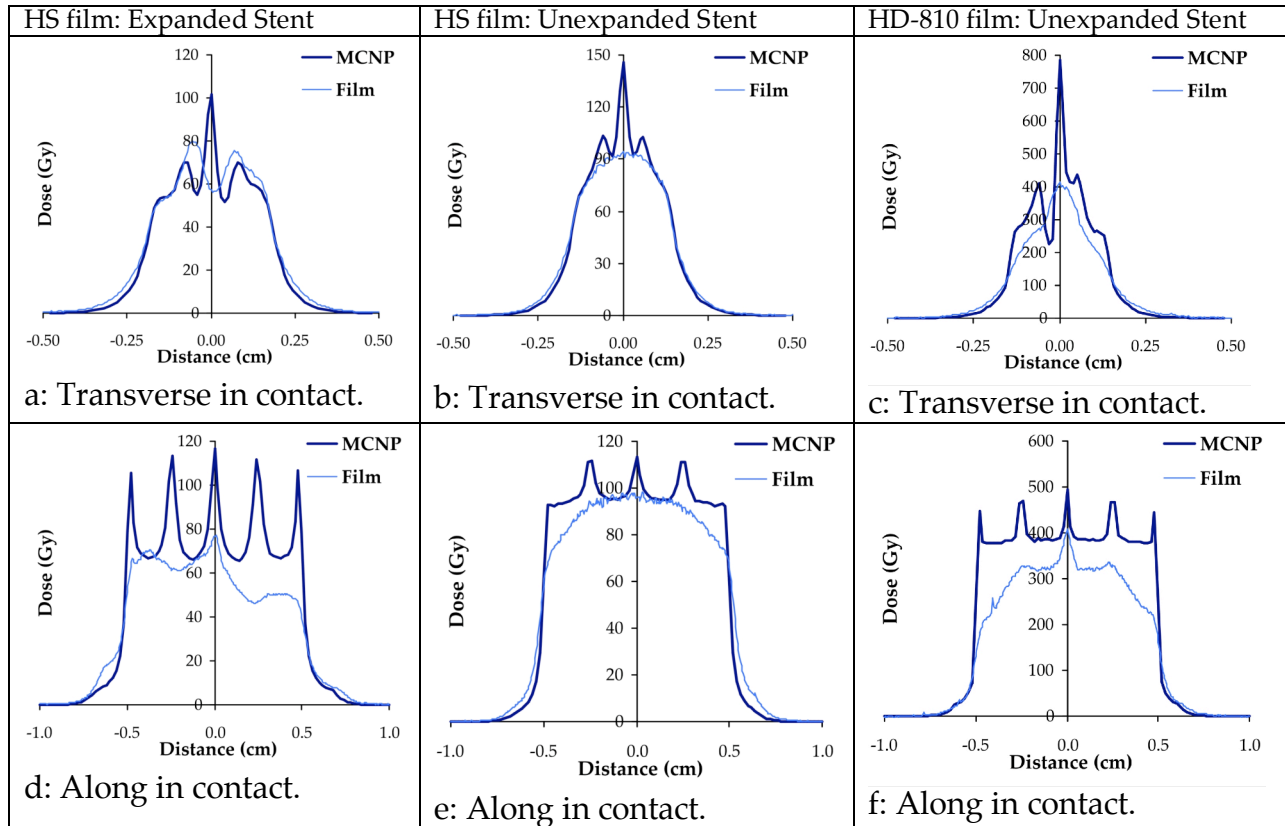 HS film: Expanded Stent
HS film: Unexpanded Stent
HD-810 film: Unexpanded Stent
120
100
80
60
40
20
0
-0.50
-0.25
0.00
0.25
0.50
Distance (cm)
Dose (Gy)
MCNP
Film
a: Transverse in contact.
150
120
90
60
30
0
-0.50
-0.25
0.00
0.25
0.50
Distance (cm)
Dose (Gy)
MCNP
Film
b: Transverse in contact.
800
700
600
500
400
300
200
100
0
-0.50
-0.25
0.00
0.25
0.50
Distance (cm)
Dose (Gy)
MCNP
Film
c: Transverse in contact.
120
100
80
60
40
20
0
-1.0
-0.5
0.0
0.5
1.0
Distance (cm)
Dose (Gy)
MCNP
Film
d: Along in contact.
120
100
80
60
40
20
0
-1.0
-0.5
0.0
0.5
1.0
Distance (cm)
Dose (Gy)
MCNP
Film
e: Along in contact.
600
500
400
300
200
100
0
-1.0
-0.5
0.0
0.5
1.0
Distance (cm)
Dose (Gy)
MCNP
Film
f: Along in contact.